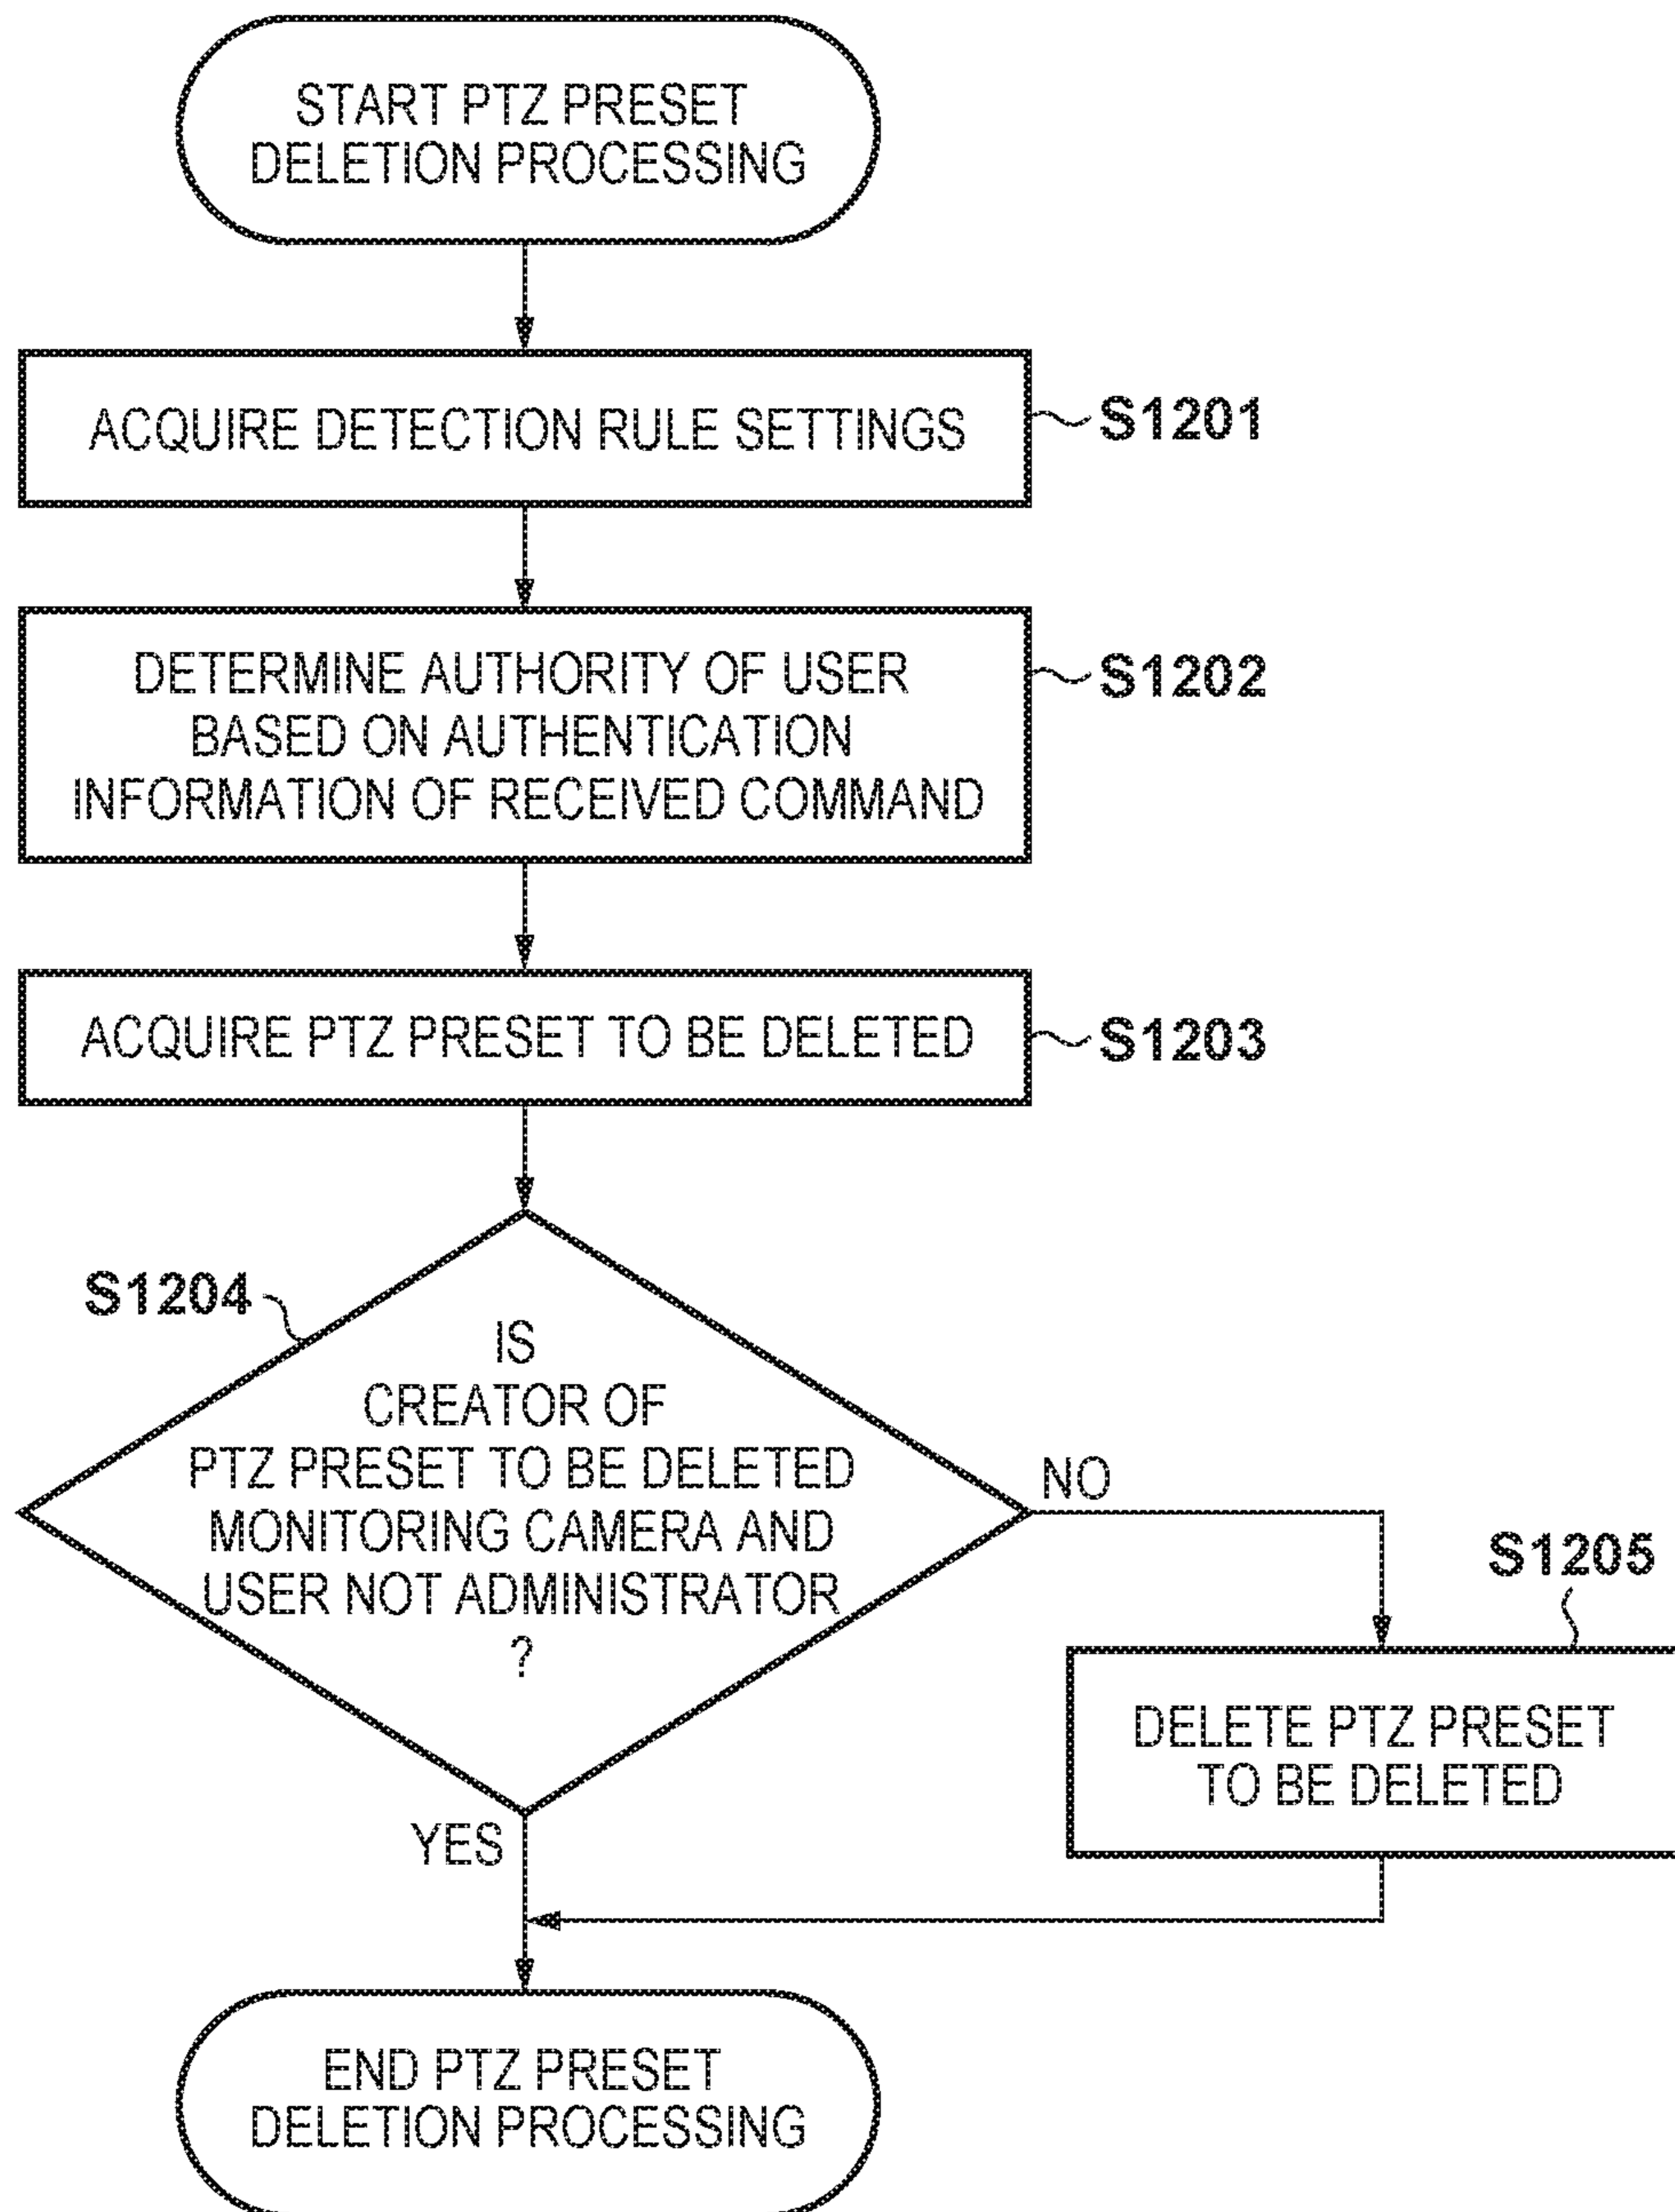 START PTZ PRESET
DELETION PROCESSING
ACQUIRE DETECTION RULE SETTINGS
S1201
DETERMINE AUTHORITY OF USER
BASED ON AUTHENTICATION
INFORMATION OF RECEIVED COMMAND
S1202
ACQUIRE PTZ PRESET TO BE DELETED
S1203
S1204
IS
CREATOR OF
PTZ PRESET TO BE DELETED
MONITORING CAMERA AND
USER NOT ADMINISTRATOR
?
NO
S1205
DELETE PTZ PRESET
TO BE DELETED
YES
END PTZ PRESET
DELETION PROCESSING